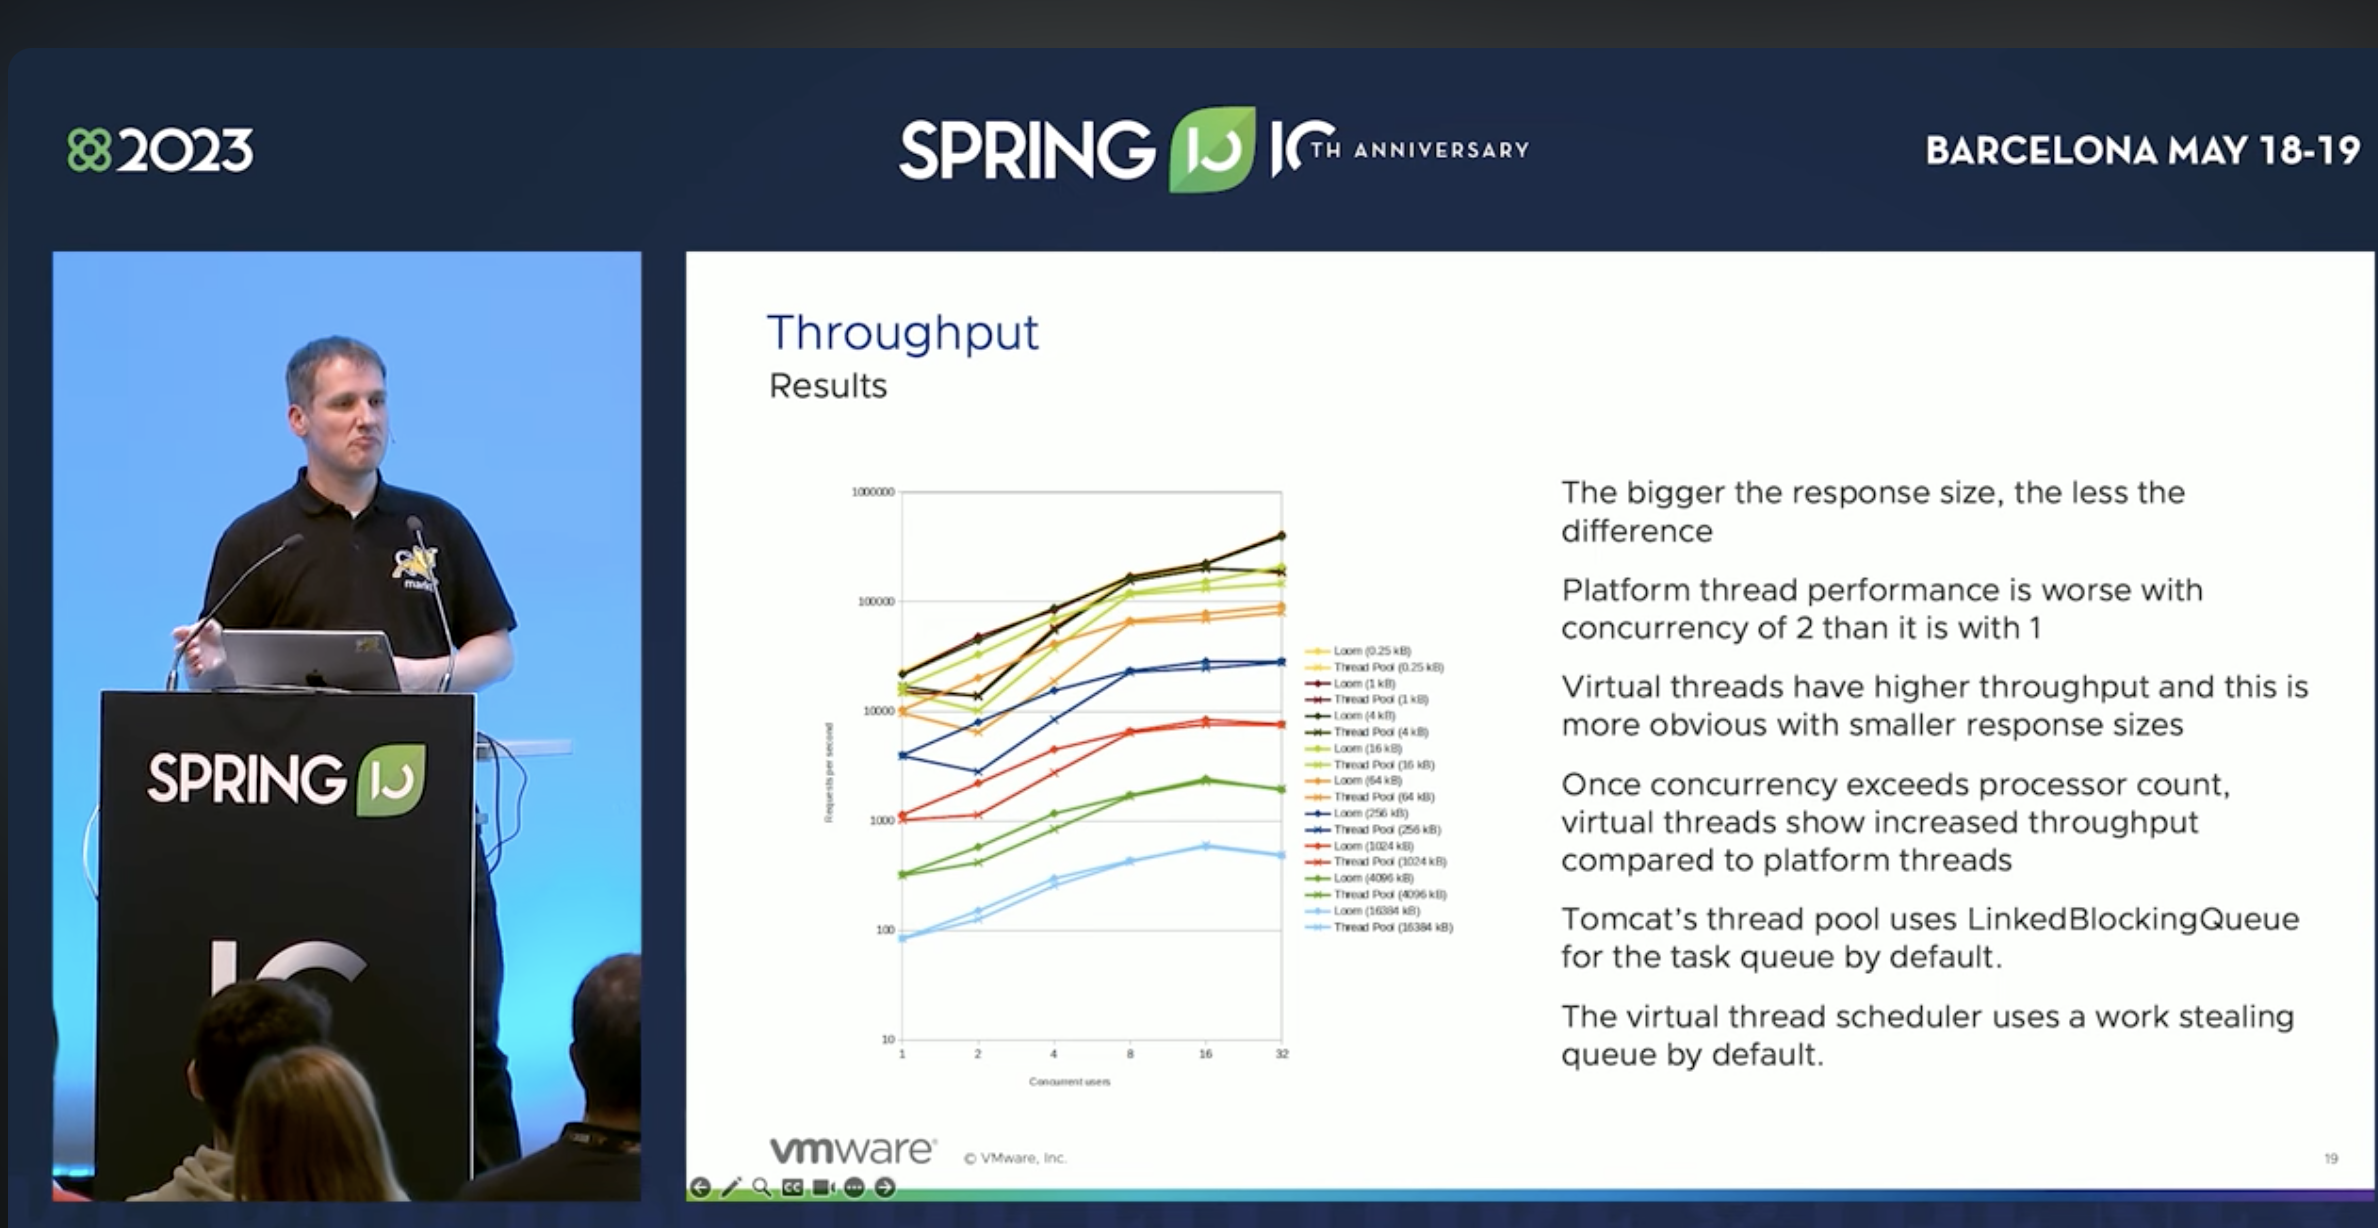 2023
SPRING IO 10TH ANNIVERSARY
BARCELONA MAY 18-19
SPRING IO
Throughput
Results
1000000
100000
10000
1000
100
10
1 2 4 8 16 32
Requests per second
Concurrent users
Loom (0.25 kB)
Thread Pool (0.25 kB)
Loom (1 kB)
Thread Pool (1 kB)
Loom (4 kB)
Thread Pool (4 kB)
Loom (16 kB)
Thread Pool (16 kB)
Loom (64 kB)
Thread Pool (64 kB)
Loom (256 kB)
Thread Pool (256 kB)
Loom (1024 kB)
Thread Pool (1024 kB)
Loom (4096 kB)
Thread Pool (4096 kB)
Loom (16384 kB)
Thread Pool (16384 kB)
The bigger the response size, the less the
difference
Platform thread performance is worse with
concurrency of 2 than it is with 1
Virtual threads have higher throughput and this is
more obvious with smaller response sizes
Once concurrency exceeds processor count,
virtual threads show increased throughput
compared to platform threads
Tomcat's thread pool uses LinkedBlockingQueue
for the task queue by default.
The virtual thread scheduler uses a work stealing
queue by default.
vmware®
© VMware, Inc.
19
CC